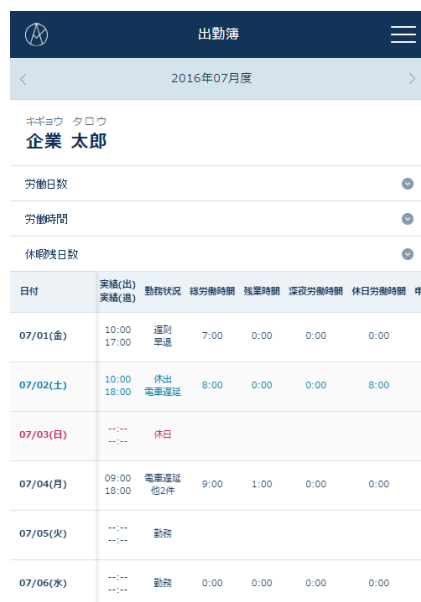 出勤簿
2016年07月度
キギョウ タロウ
企業 太郎
労働日数
労働時間
休暇残日数
日付 実績(出) 勤務状況 総労働時間 残業時間 深夜労働時間 休日労働時間
実績(退)
07/01(金) 10:00 遅刻 7:00 0:00 0:00 0:00
17:00 早退
07/02(土) 10:00 休出 8:00 0:00 0:00 8:00
18:00 電車遅延
07/03(日) --:-- 休日
--:--
07/04(月) 09:00 電車遅延 9:00 1:00 0:00 0:00
18:00 他2件
07/05(火) --:-- 勤務
--:--
07/06(水) --:-- 勤務 0:00 0:00 0:00 0:00
--:--